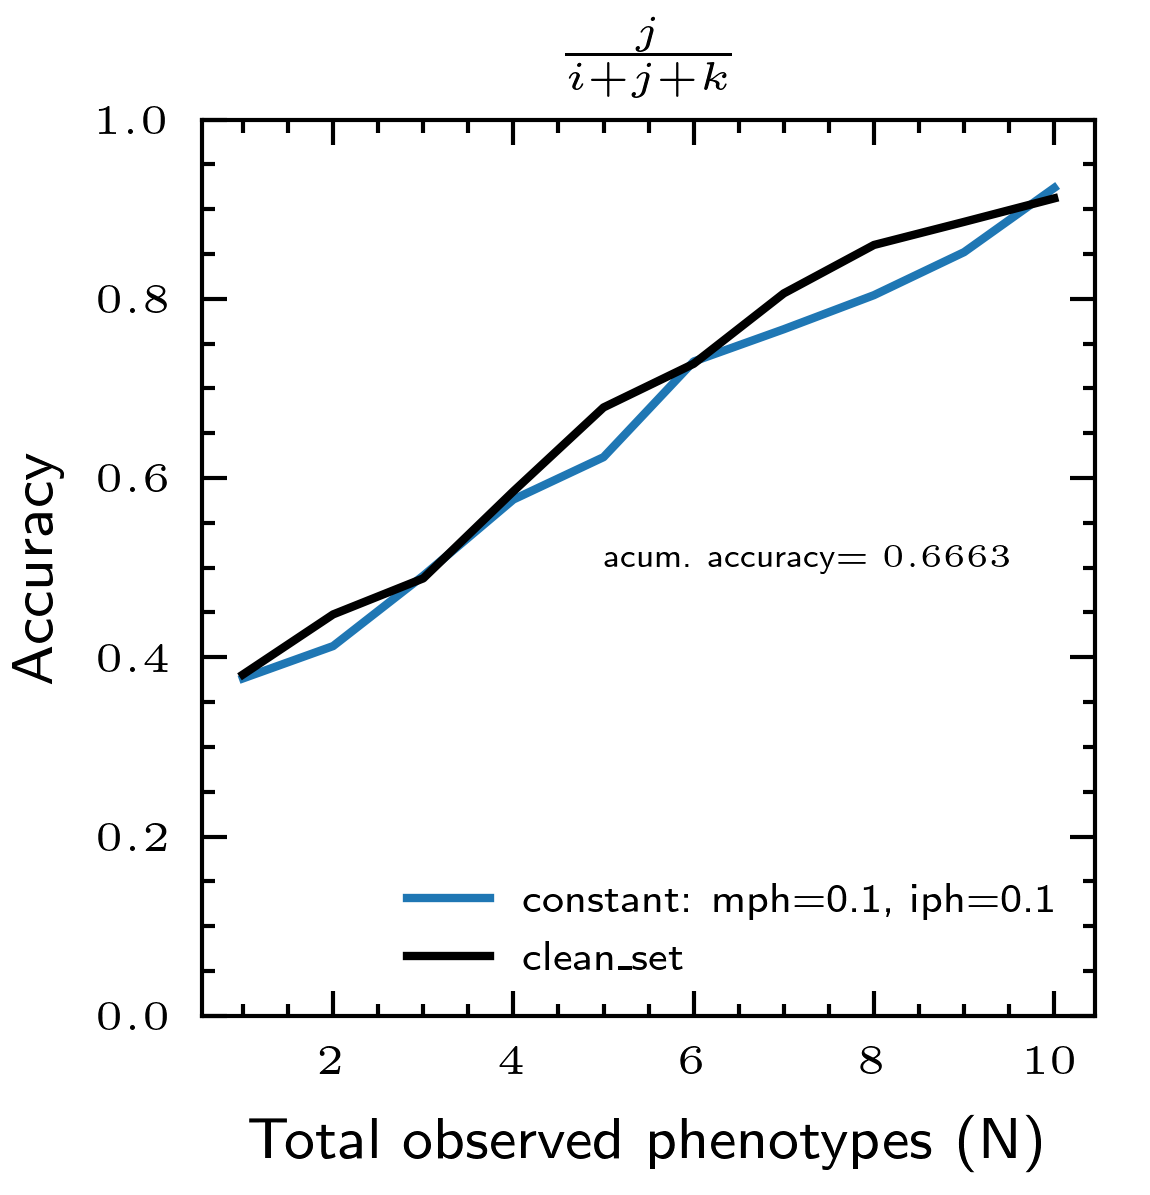 j
i+j+k
1.0
0.8
0.6
0.4
0.2
0.0
Accuracy
acum. accuracy= 0.6663
constant: mph=0.1, iph=0.1
clean_set
2 4 6 8 10
Total observed phenotypes (N)